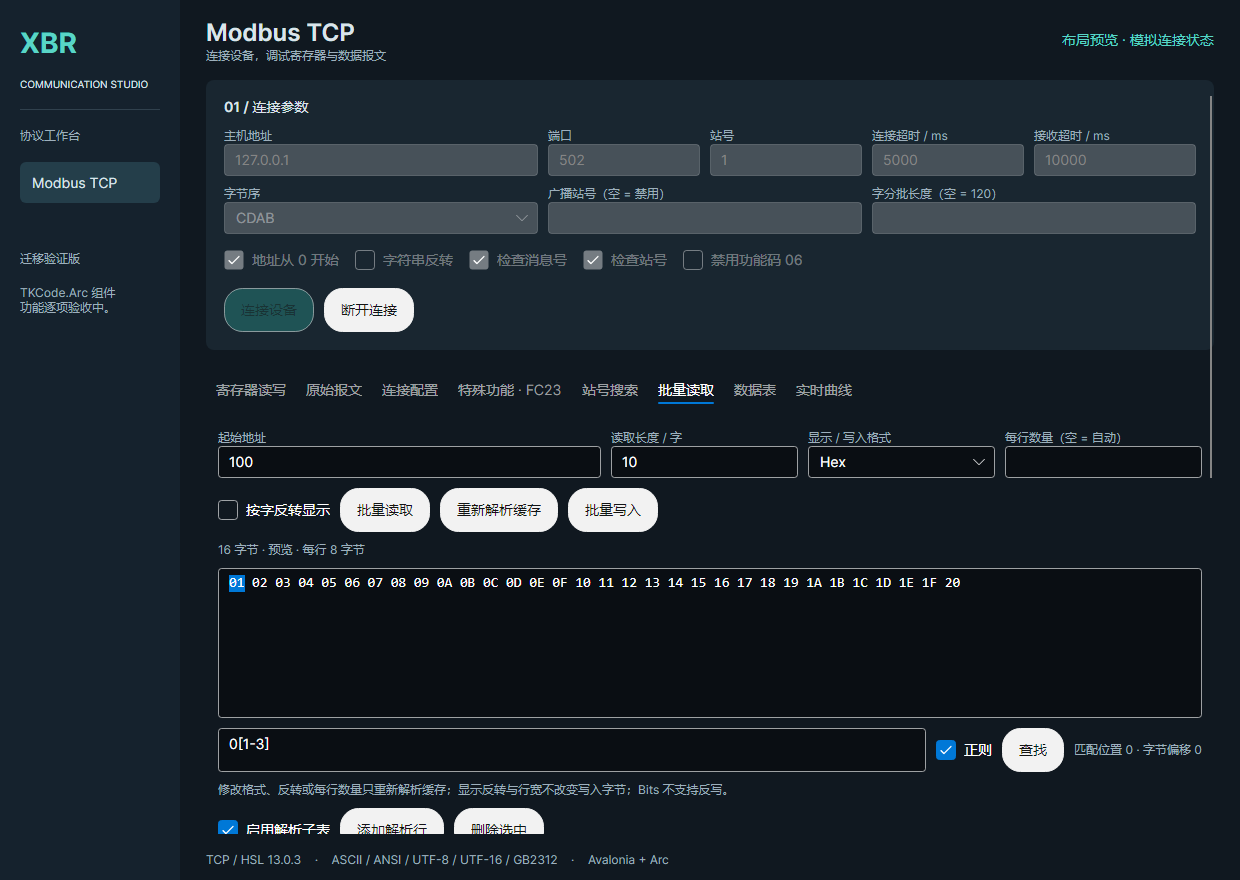 XBR
COMMUNICATION STUDIO
协议工作台
Modbus TCP
迁移验证版
TKCode.Arc 组件
功能逐项验收中。
Modbus TCP
连接设备，调试寄存器与数据报文
布局预览 · 模拟连接状态
01 / 连接参数
主机地址 端口 站号 连接超时 / ms 接收超时 / ms
127.0.0.1 502 1 5000 10000
字节序 广播站号（空 = 禁用） 字分批长度（空 = 120）
CDAB
地址从 0 开始 字符串反转 检查消息号 检查站号 禁用功能码 06
连接设备 断开连接
寄存器读写 原始报文 连接配置 特殊功能 · FC23 站号搜索 批量读取 数据表 实时曲线
起始地址 读取长度 / 字 显示 / 写入格式 每行数量（空 = 自动）
100 10 Hex
按字反转显示 批量读取 重新解析缓存 批量写入
16 字节 · 预览 · 每行 8 字节
01 02 03 04 05 06 07 08 09 0A 0B 0C 0D 0E 0F 10 11 12 13 14 15 16 17 18 19 1A 1B 1C 1D 1E 1F 20
0[1-3] 正则 查找 匹配位置 0 · 字节偏移 0
修改格式、反转或每行数量只重新解析缓存；显示反转与行宽不改变写入字节；Bits 不支持反写。
启用解析子表 添加解析行 删除选中
TCP / HSL 13.0.3 · ASCII / ANSI / UTF-8 / UTF-16 / GB2312 · Avalonia + Arc